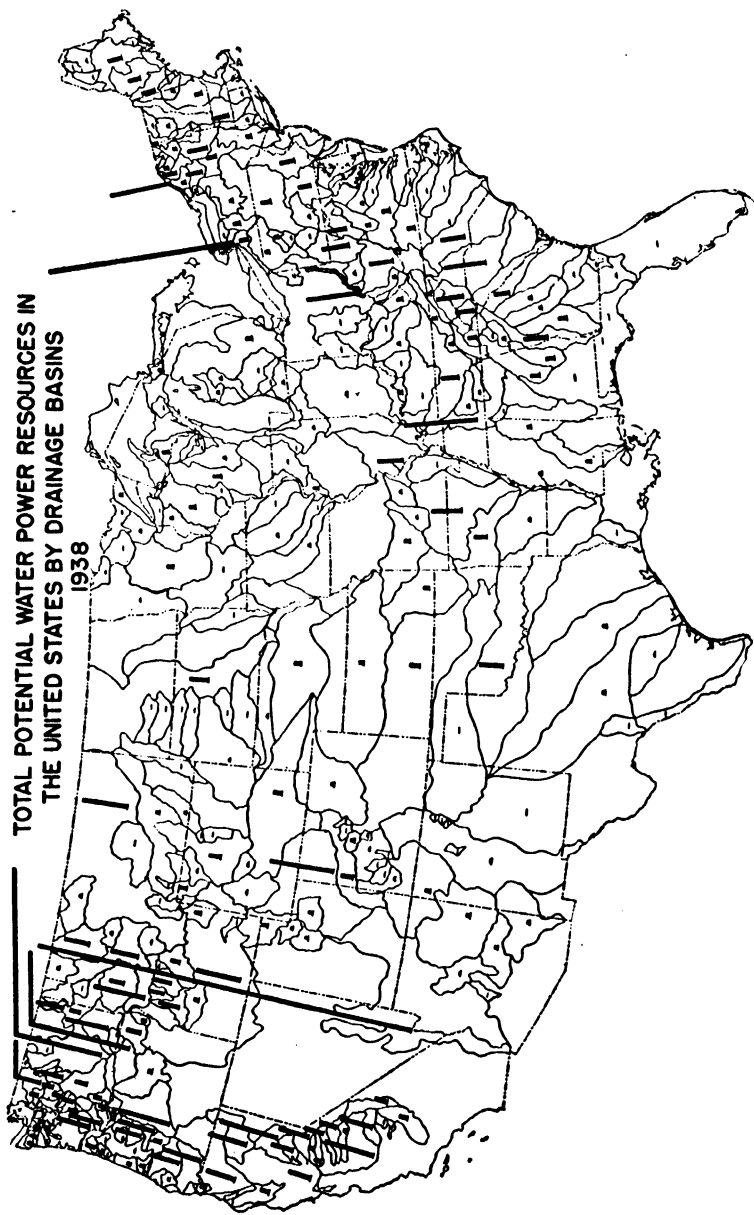 TOTAL POTENTIAL WATER POWER RESOURCES IN
THE UNITED STATES BY DRAINAGE BASINS
1938